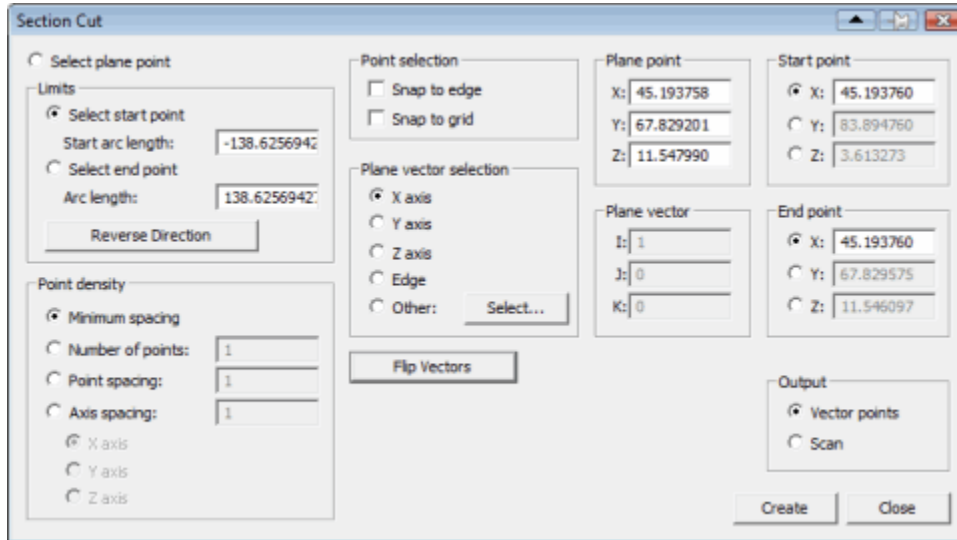 Section Cut
Select plane point
Limits
Select start point
Start arc length: -138.6256942
Select end point
Arc length: 138.6256942
Reverse Direction
Point density
Minimum spacing
Number of points: 1
Point spacing: 1
Axis spacing: 1
X axis
Y axis
Z axis
Point selection
Snap to edge
Snap to grid
Plane vector selection
X axis
Y axis
Z axis
Edge
Other: Select...
Flip Vectors
Plane point
X: 45.193758
Y: 67.829201
Z: 11.547990
Plane vector
I: 1
J: 0
K: 0
Start point
X: 45.193760
Y: 83.894760
Z: 3.613273
End point
X: 45.193760
Y: 67.829575
Z: 11.546097
Output
Vector points
Scan
Create Close